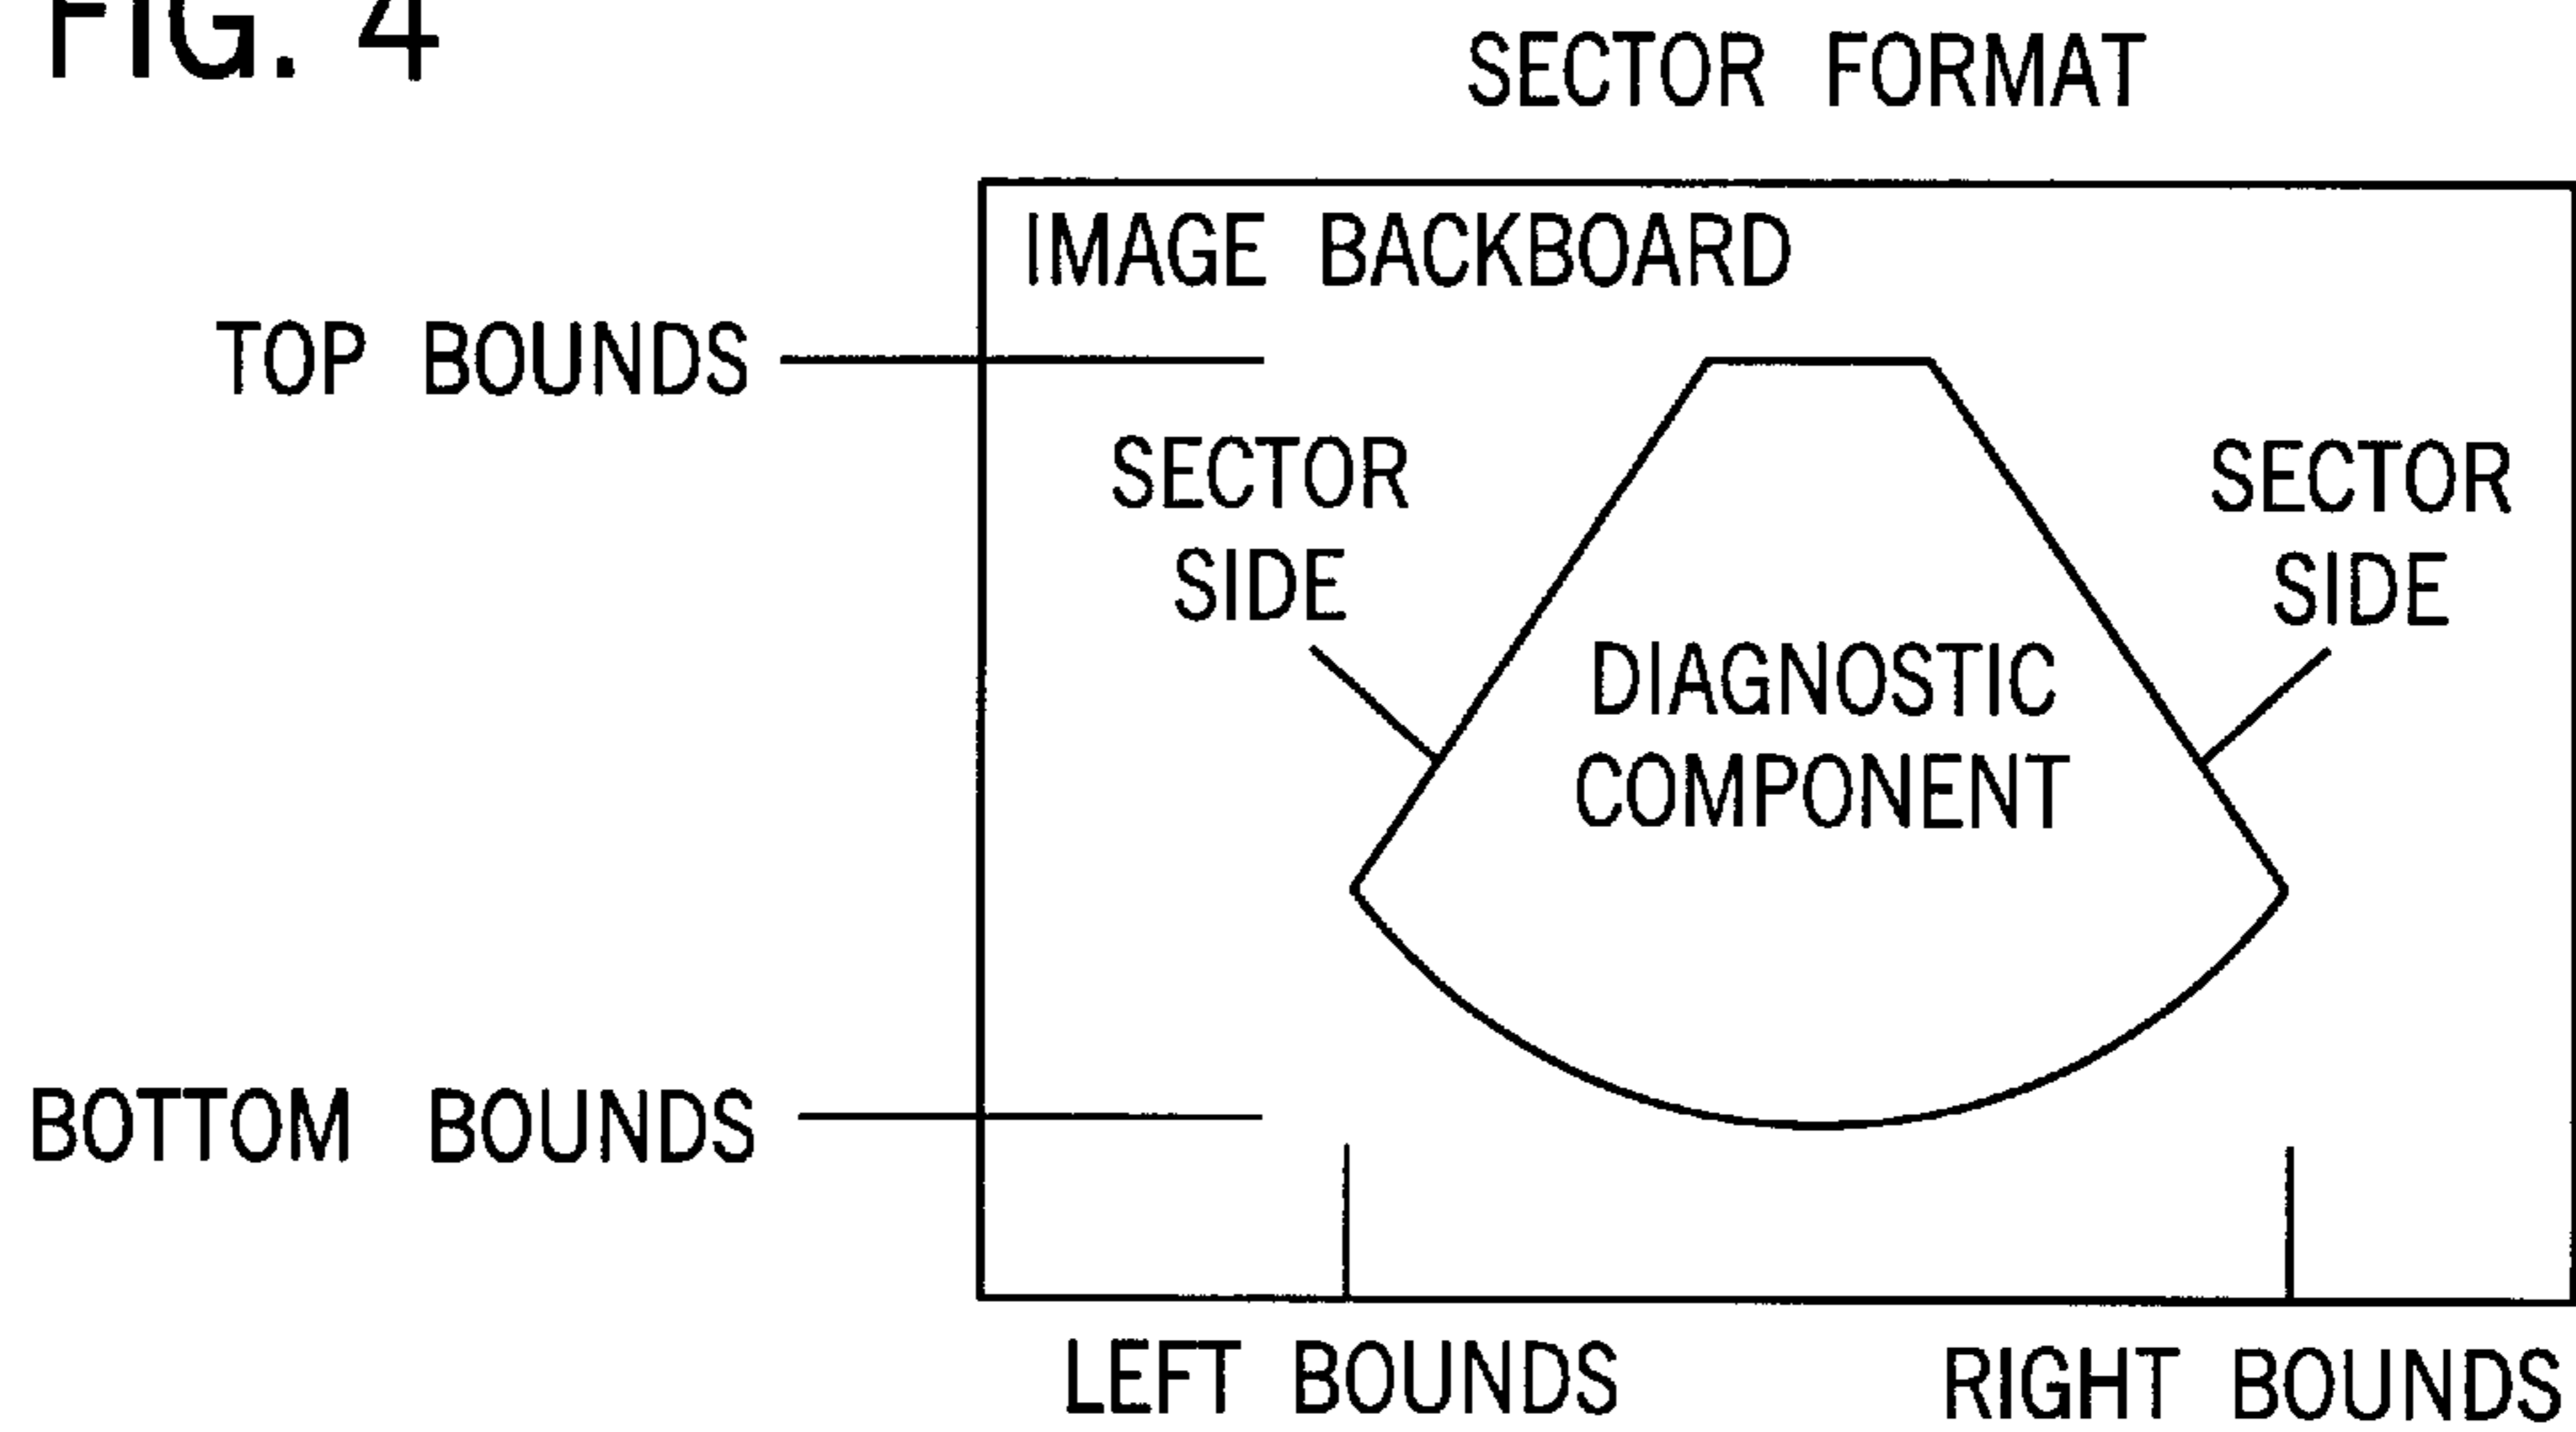 FIG. 4
SECTOR FORMAT
IMAGE BACKBOARD
TOP BOUNDS
SECTOR
SIDE
SECTOR
SIDE
DIAGNOSTIC
COMPONENT
BOTTOM BOUNDS
LEFT BOUNDS
RIGHT BOUNDS